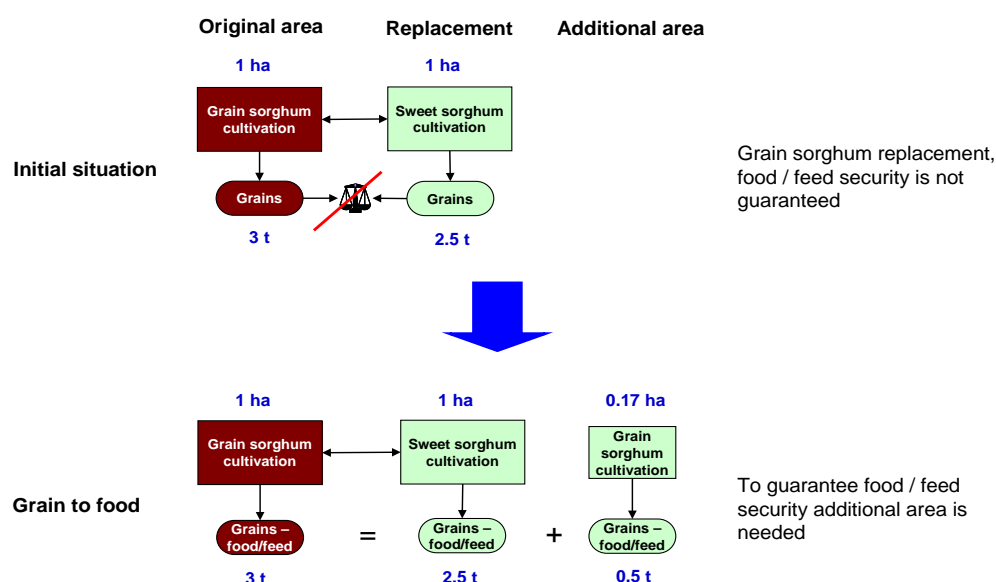 Original area
Replacement
Additional area
1 ha
1 ha
Grain sorghum
cultivation
Sweet sorghum
cultivation
Initial situation
Grain sorghum replacement,
food / feed security is not
guaranteed
Grains
Grains
3 t
2.5 t
1 ha
1 ha
0.17 ha
Grain sorghum
cultivation
Sweet sorghum
cultivation
Grain
sorghum
cultivation
Grain to food
To guarantee food / feed
security additional area is
needed
Grains –
food/feed
=
Grains –
food/feed
+
Grains –
food/feed
3 t
2.5 t
0.5 t